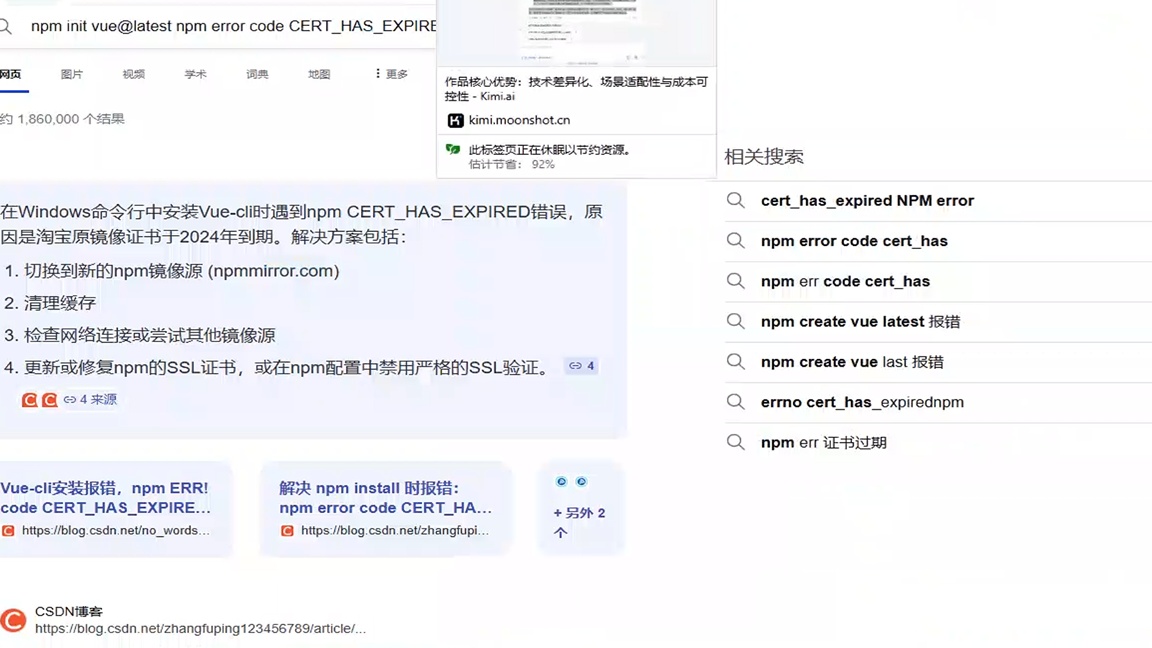 npm init vue@latest npm error code CERT_HAS_EXPIRE
网页 图片 视频 学术 词典 地图 更多
约 1,860,000 个结果
作品核心优势：技术差异化、场景适配性与成本可
控性 - Kimi.ai
kimi.moonshot.cn
此标签页正在休眠以节约资源。
估计节省： 92%
在Windows命令行中安装Vue-cli时遇到npm CERT_HAS_EXPIRED错误，原
因是淘宝原镜像证书于2024年到期。解决方案包括：
1. 切换到新的npm镜像源 (npmmirror.com)
2. 清理缓存
3. 检查网络连接或尝试其他镜像源
4. 更新或修复npm的SSL证书，或在npm配置中禁用严格的SSL验证。 4
4 来源
Vue-cli安装报错，npm ERR!
code CERT_HAS_EXPIRE...
https://blog.csdn.net/no_words...
解决 npm install 时报错：
npm error code CERT_HA...
https://blog.csdn.net/zhangfupi...
+ 另外 2
个
CSDN博客
https://blog.csdn.net/zhangfuping123456789/article/...
相关搜索
cert_has_expired NPM error
npm error code cert_has
npm err code cert_has
npm create vue latest 报错
npm create vue last 报错
errno cert_has_expirednpm
npm err 证书过期